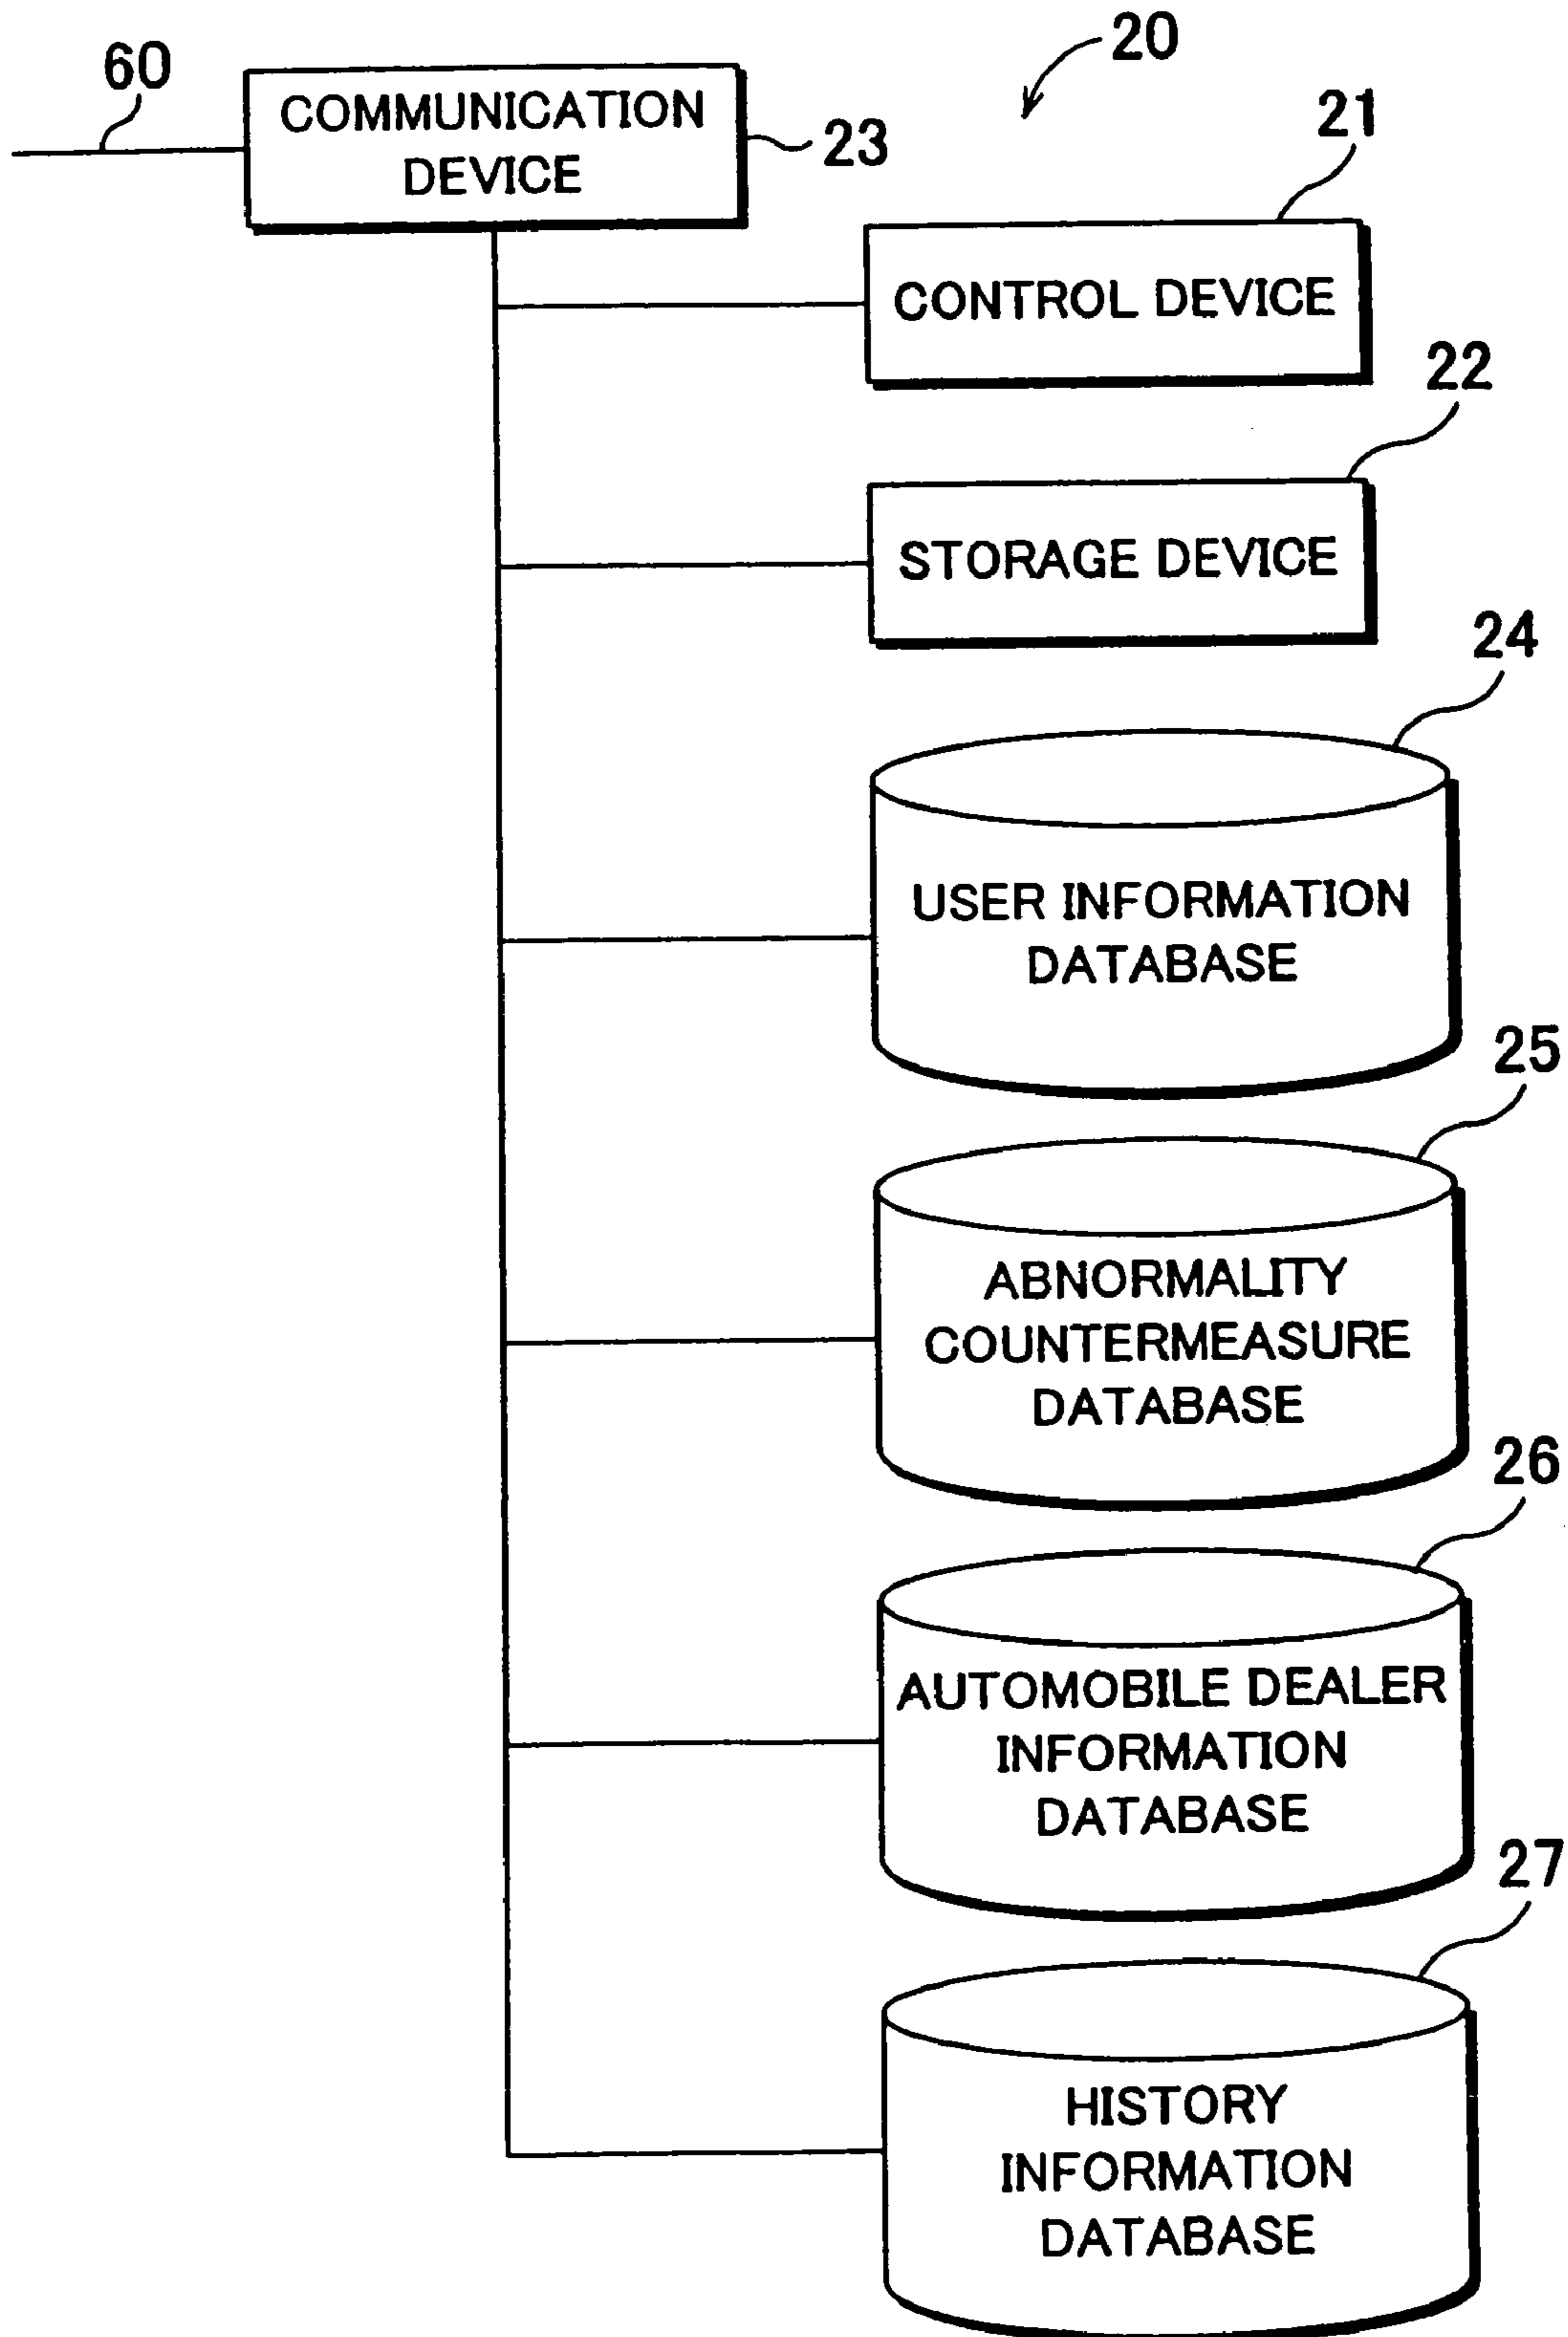 20
60
COMMUNICATION
DEVICE
23
21
CONTROL DEVICE
22
STORAGE DEVICE
24
USER INFORMATION
DATABASE
25
ABNORMALITY
COUNTERMEASURE
DATABASE
26
AUTOMOBILE DEALER
INFORMATION
DATABASE
27
HISTORY
INFORMATION
DATABASE